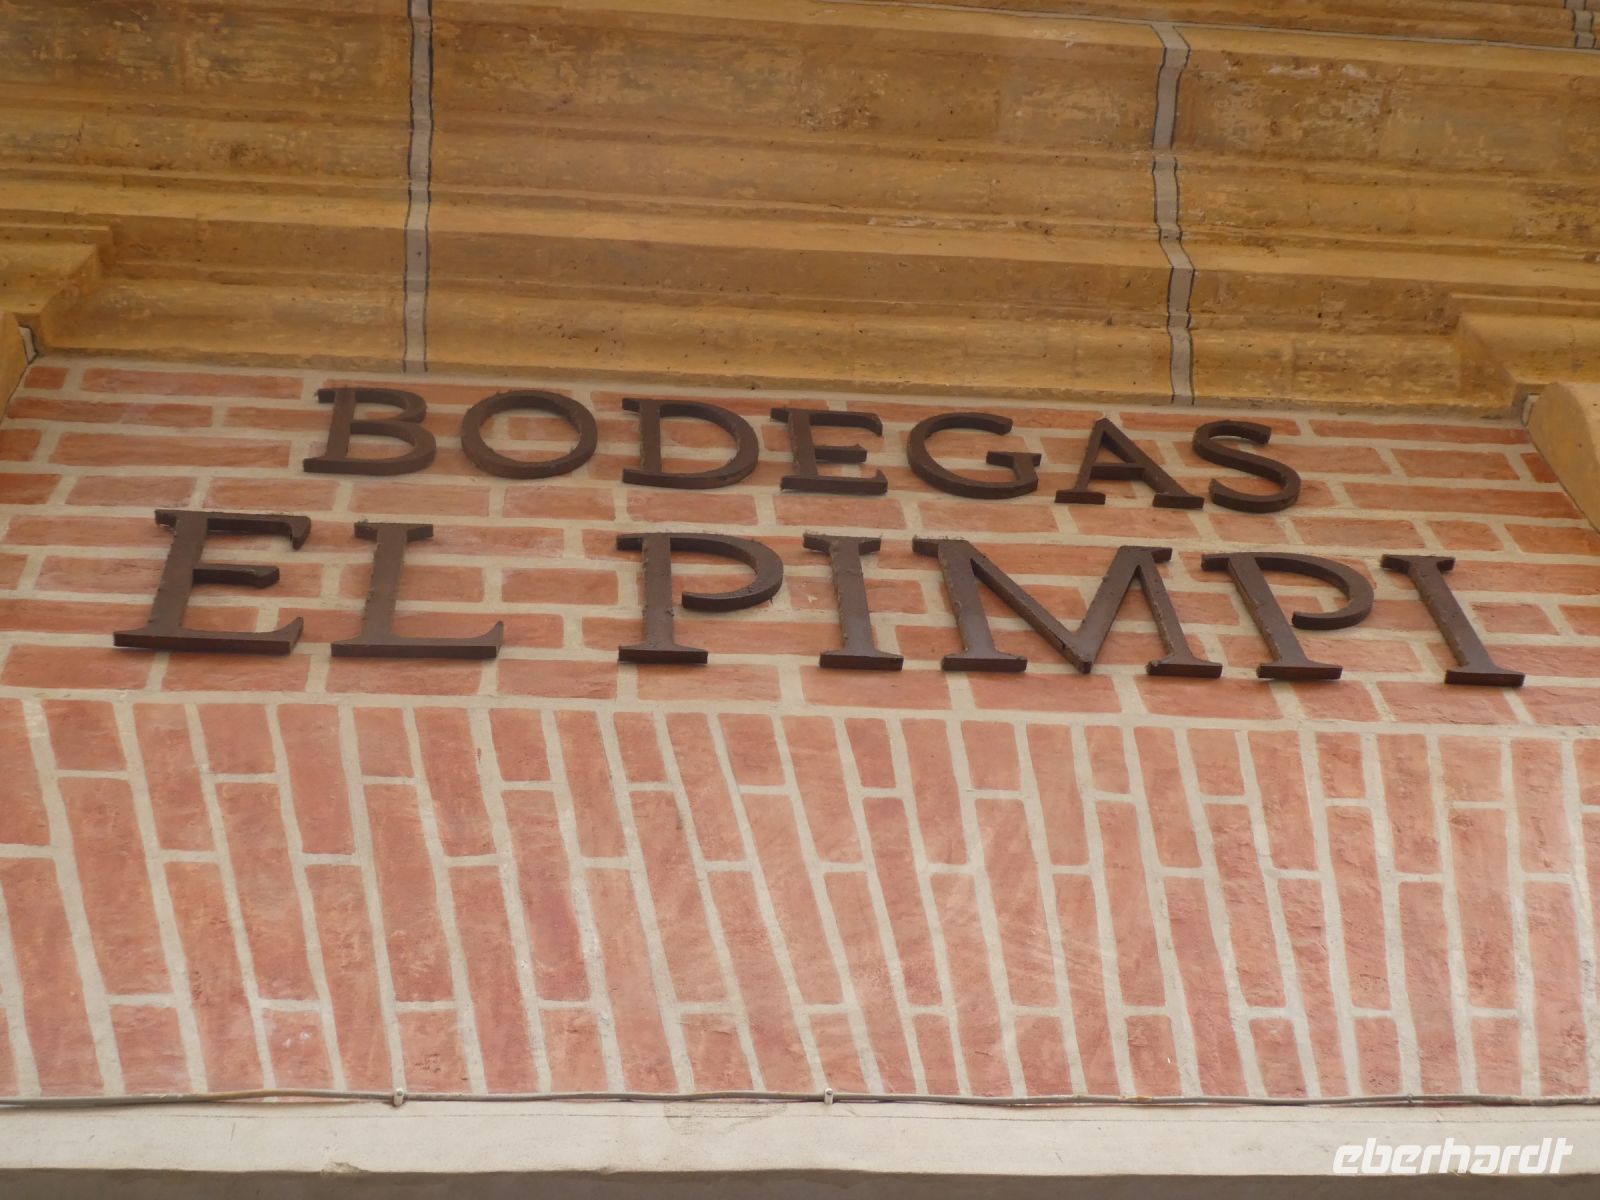 BODEGAS
EL PIMPI
eberhardt